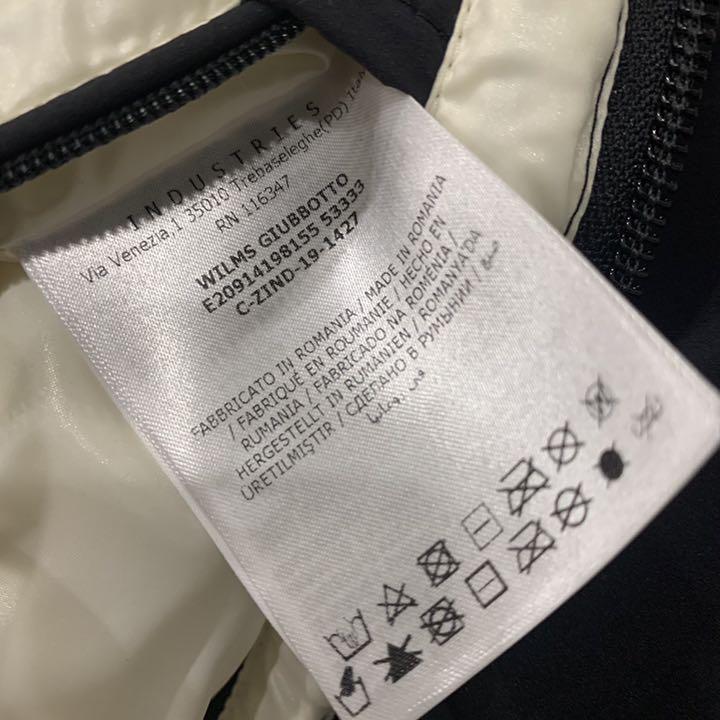 INDUSTRIES
Via Venezia,1 35010 Trebaseleghe(PD)
RN 116347
WILMS GIUBBOTTO
E20914198155 53333
C-ZIND-19-1427
FABBRICATO IN ROMANIA / MADE IN ROMANIA
/ FABRIQUÉ EN ROUMANIE / HECHO EN
RUMANIA / FABRICADO NA ROMÉNIA/
HERGESTELLT IN RUMÄNIEN / ROMANYA'DA
ÜRETILMIŞTIR / СДЕЛАНО В РУМЫНИИ /